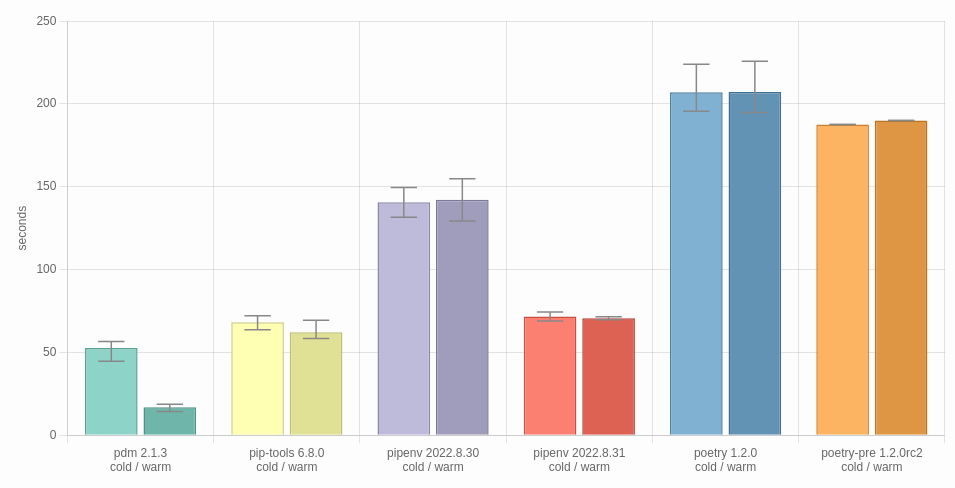 250
200
150
100
50
0
seconds
pdm 2.1.3
cold / warm
pip-tools 6.8.0
cold / warm
pipenv 2022.8.30
cold / warm
pipenv 2022.8.31
cold / warm
poetry 1.2.0
cold / warm
poetry-pre 1.2.0rc2
cold / warm